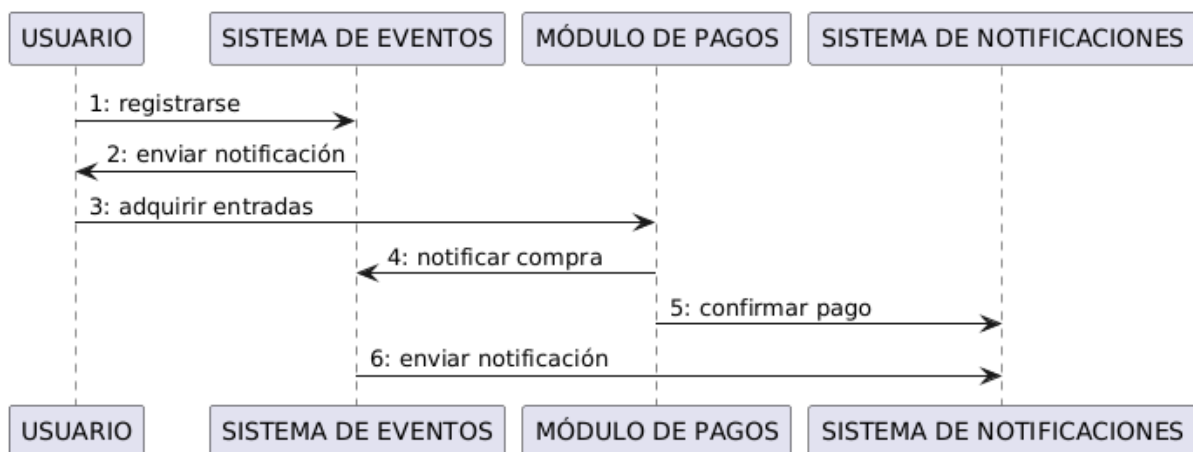 USUARIO SISTEMA DE EVENTOS MÓDULO DE PAGOS SISTEMA DE NOTIFICACIONES
1: registrarse
2: enviar notificación
3: adquirir entradas
4: notificar compra
5: confirmar pago
6: enviar notificación
USUARIO SISTEMA DE EVENTOS MÓDULO DE PAGOS SISTEMA DE NOTIFICACIONES